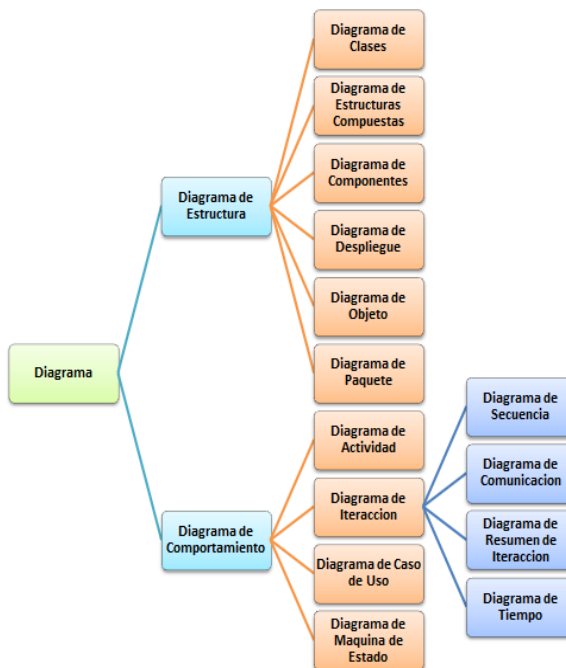 Diagrama
Diagrama de
Estructura
Diagrama de
Clases
Diagrama de
Estructuras
Compuestas
Diagrama de
Componentes
Diagrama de
Despliegue
Diagrama de
Objeto
Diagrama de
Paquete
Diagrama de
Comportamiento
Diagrama de
Actividad
Diagrama de
Iteraccion
Diagrama de
Secuencia
Diagrama de
Comunicacion
Diagrama de
Resumen de
Iteraccion
Diagrama de
Tiempo
Diagrama de Caso
de Uso
Diagrama de
Maquina de
Estado